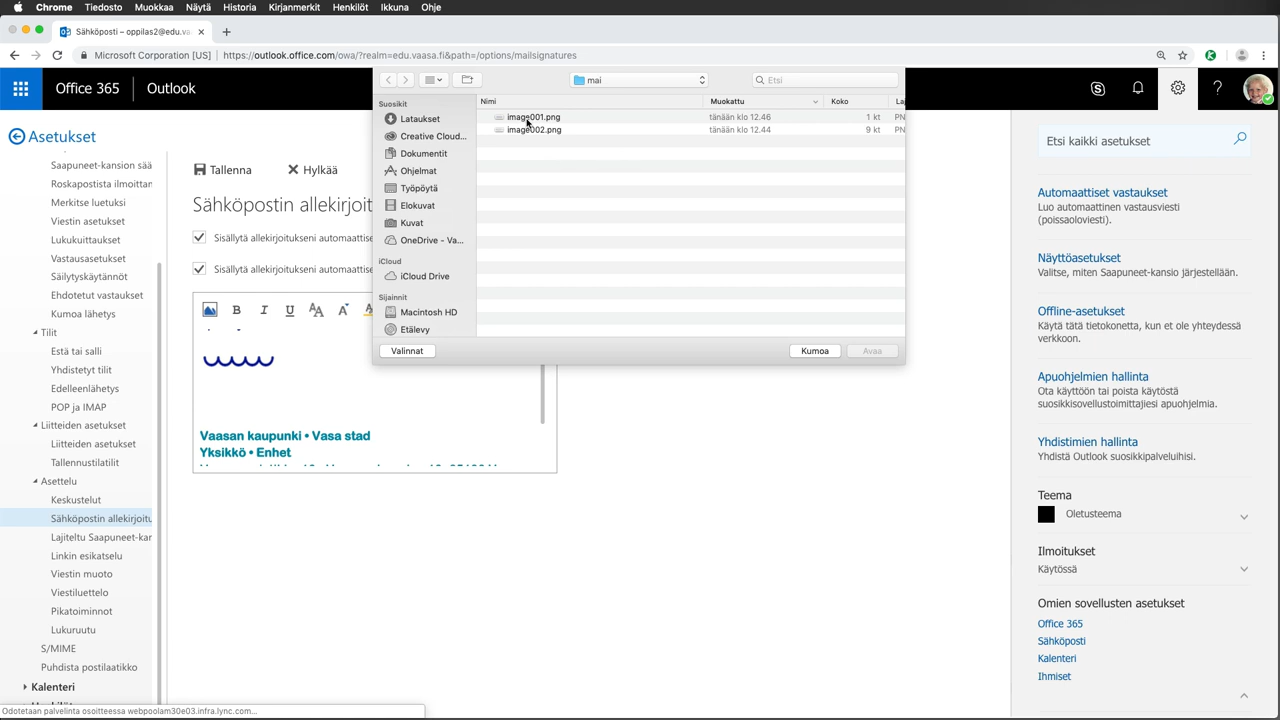 Chrome Tiedosto Muokkaa Näytä Historia Kirjanmerkit Henkilöt Ikkuna Ohje
Sähköposti – oppilas2@edu.va
Microsoft Corporation [US] https://outlook.office.com/owa/?realm=edu.vaasa.fi&path=/options/mailsignatures
Office 365 Outlook
mai
Etsi
Nimi Muokattu Koko
image001.png tänään klo 12.46 1 kt PN
image002.png tänään klo 12.44 9 kt PN
Suosikit
Lataukset
Creative Cloud...
Dokumentit
Ohjelmat
Työpöytä
Elokuvat
Kuvat
OneDrive - Va...
iCloud
iCloud Drive
Sijainnit
Macintosh HD
Etälevy
Valinnat Kumoa Avaa
Asetukset
Saapuneet-kansion sää
Roskapostista ilmoittan
Merkitse luetuksi
Viestin asetukset
Lukukuittaukset
Vastausasetukset
Säilytyskäytännöt
Ehdotetut vastaukset
Kumoa lähetys
Tilit
Estä tai salli
Yhdistetyt tilit
Edelleenlähetys
POP ja IMAP
Liitteiden asetukset
Liitteiden asetukset
Tallennustilatilit
Asettelu
Keskustelut
Sähköpostin allekirjoitu
Lajiteltu Saapuneet-kan
Linkin esikatselu
Viestin muoto
Viestiluettelo
Pikatoiminnot
Lukuruutu
S/MIME
Puhdista postilaatikko
Kalenteri
Tallenna Hylkää
Sähköpostin allekirjoit
Sisällytä allekirjoitukseni automaattise
Sisällytä allekirjoitukseni automaattise
B I U AA A A
Vaasan kaupunki • Vasa stad
Yksikkö • Enhet
Etsi kaikki asetukset
Automaattiset vastaukset
Luo automaattinen vastausviesti
(poissaoloviesti).
Näyttöasetukset
Valitse, miten Saapuneet-kansio järjestellään.
Offline-asetukset
Käytä tätä tietokonetta, kun et ole yhteydessä
verkkoon.
Apuohjelmien hallinta
Ota käyttöön tai poista käytöstä
suosikkisovellustoimittajiesi apuohjelmia.
Yhdistimien hallinta
Yhdistä Outlook suosikkipalveluihisi.
Teema
Oletusteema
Ilmoitukset
Käytössä
Omien sovellusten asetukset
Office 365
Sähköposti
Kalenteri
Ihmiset
Odotetaan palvelinta osoitteessa webpoolam30e03.infra.lync.com...